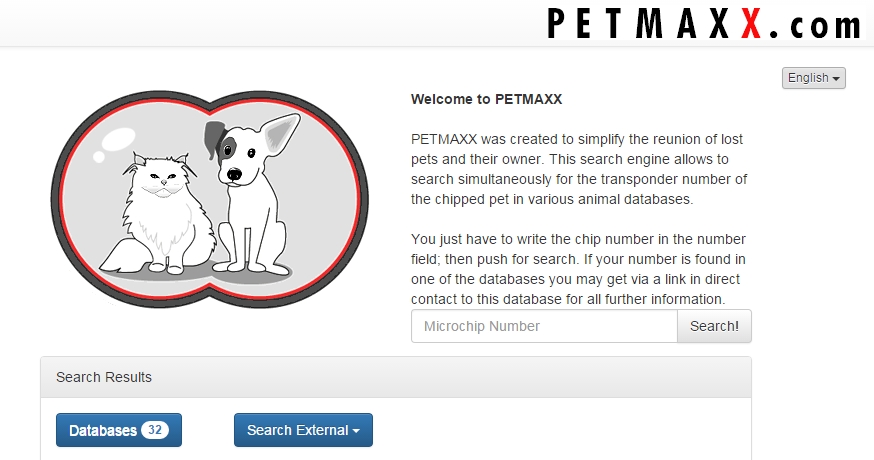 PETMAXX.com
English
Welcome to PETMAXX
PETMAXX was created to simplify the reunion of lost
pets and their owner. This search engine allows to
search simultaneously for the transponder number of
the chipped pet in various animal databases.
You just have to write the chip number in the number
field; then push for search. If your number is found in
one of the databases you may get via a link in direct
contact to this database for all further information.
Microchip Number Search!
Search Results
Databases 32 Search External